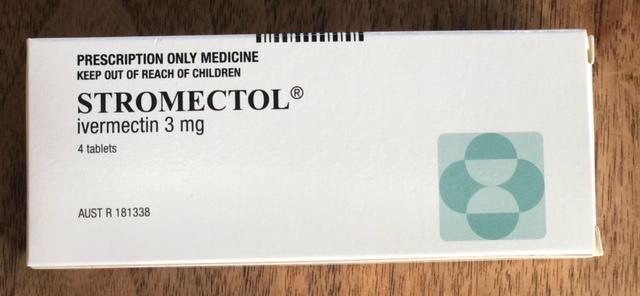 PRESCRIPTION ONLY MEDICINE
KEEP OUT OF REACH OF CHILDREN
STROMECTOL®
ivermectin 3 mg
4 tablets
AUST R 181338